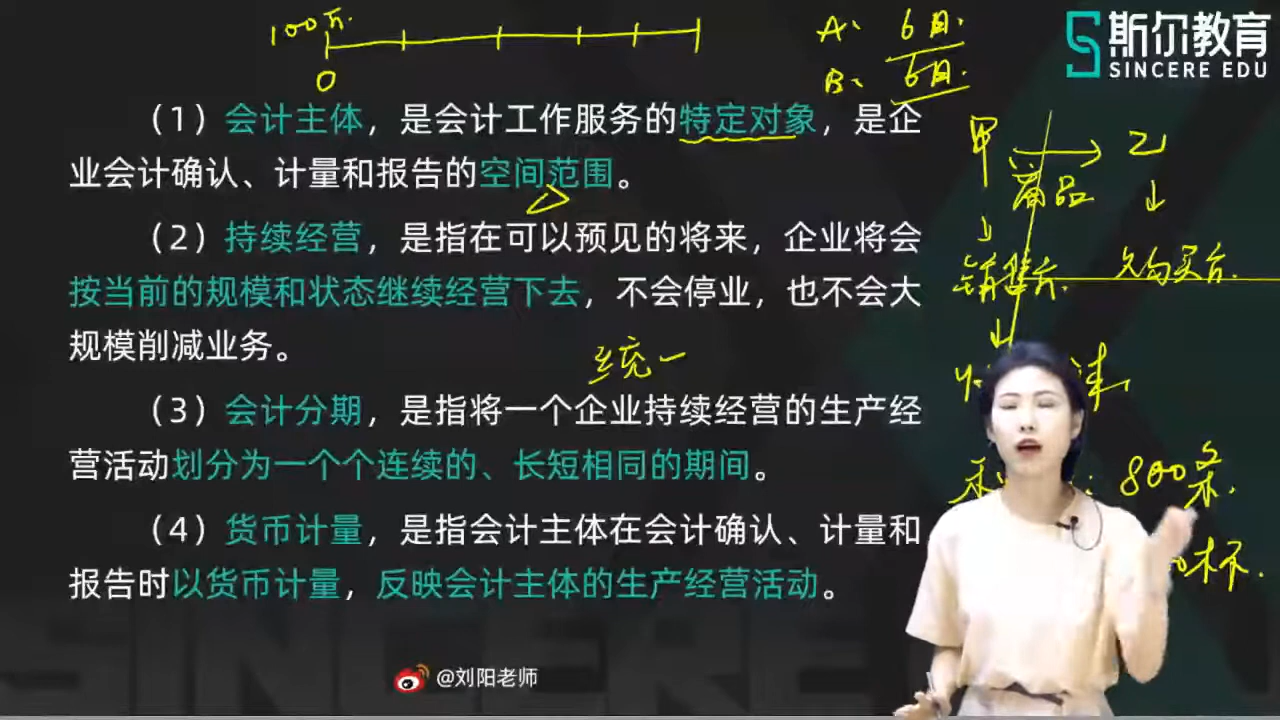 100万
0
A、6月.
B、6月.
斯尔教育
SINCERE EDU
（1）会计主体，是会计工作服务的特定对象，是企
业会计确认、计量和报告的空间范围。
（2）持续经营，是指在可以预见的将来，企业将会
按当前的规模和状态继续经营下去，不会停业，也不会大
规模削减业务。
统一
（3）会计分期，是指将一个企业持续经营的生产经
营活动划分为一个个连续的、长短相同的期间。
（4）货币计量，是指会计主体在会计确认、计量和
报告时以货币计量，反映会计主体的生产经营活动。
甲
乙
商品
销售方.
购买方.
800条.
杯.
SINCERE
@刘阳老师